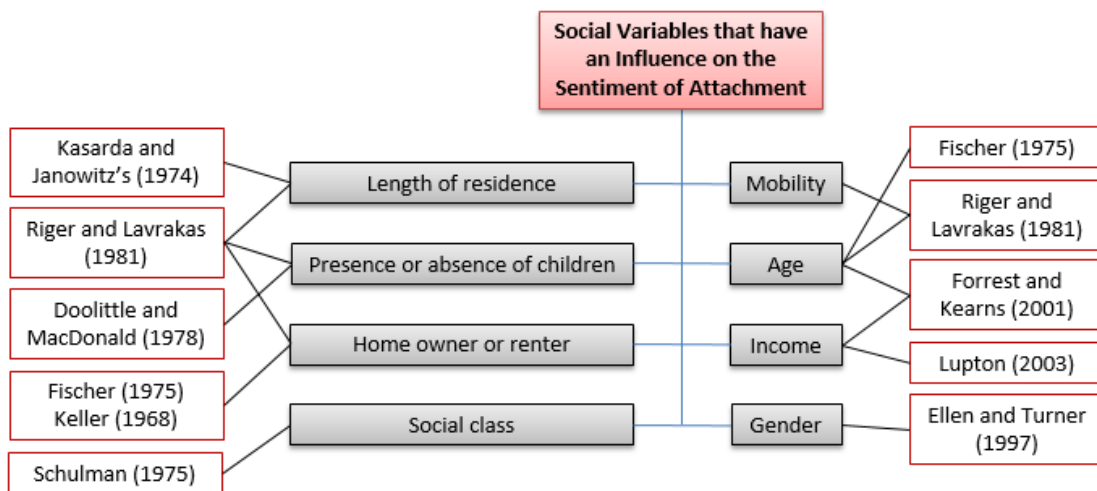 Social Variables that have
an Influence on the
Sentiment of Attachment
Kasarda and
Janowitz's (1974)
Riger and Lavrakas
(1981)
Doolittle and
MacDonald (1978)
Fischer (1975)
Keller (1968)
Schulman (1975)
Length of residence
Presence or absence of children
Home owner or renter
Social class
Mobility
Age
Income
Gender
Fischer (1975)
Riger and
Lavrakas (1981)
Forrest and
Kearns (2001)
Lupton (2003)
Ellen and Turner
(1997)